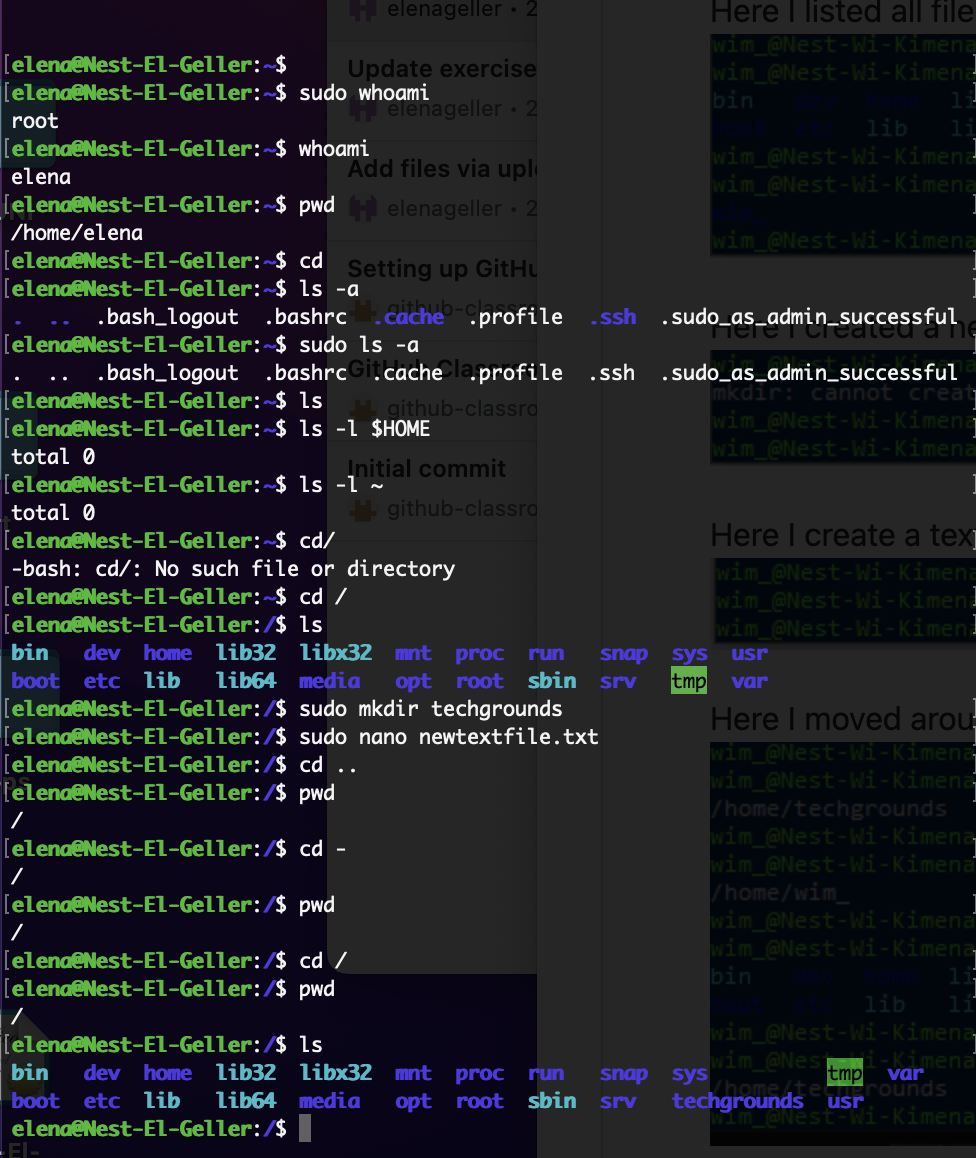 elenageller • 2
Here I listed all file
wim_@Nest-Wi-Kimena
[elena@Nest-El-Geller:~$
Update exercise
wim_@Nest-Wi-Kimena
[elena@Nest-El-Geller:~$ sudo whoami
elenageller • 2
bin
root
lib
[elena@Nest-El-Geller:~$ whoami
wim_@Nest-Wi-Kimena
elena
Add files via uplo
wim_@Nest-Wi-Kimena
[elena@Nest-El-Geller:~$ pwd
elenageller • 2
/home/elena
wim_@Nest-Wi-Kimena
[elena@Nest-El-Geller:~$ cd
Setting up GitHu
[elena@Nest-El-Geller:~$ ls -a
github-classro
. .. .bash_logout .bashrc .cache .profile .ssh .sudo_as_admin_successful
Here I created a ne
[elena@Nest-El-Geller:~$ sudo ls -a
GitHub Classroom
. .. .bash_logout .bashrc .cache .profile .ssh .sudo_as_admin_successful
mkdir: cannot creat
[elena@Nest-El-Geller:~$ ls
github-classro
wim_@Nest-Wi-Kimena
[elena@Nest-El-Geller:~$ ls -l $HOME
wim_@Nest-Wi-Kimena
total 0
Initial commit
[elena@Nest-El-Geller:~$ ls -l ~
total 0
github-classro
[elena@Nest-El-Geller:~$ cd/
Here I create a tex
-bash: cd/: No such file or directory
wim_@Nest-Wi-Kimena
[elena@Nest-El-Geller:~$ cd /
wim_@Nest-Wi-Kimena
[elena@Nest-El-Geller:/$ ls
wim_@Nest-Wi-Kimena
bin dev home lib32 libx32 mnt proc run snap sys usr
boot etc lib lib64 media opt root sbin srv tmp var
[elena@Nest-El-Geller:/$ sudo mkdir techgrounds
Here I moved arou
[elena@Nest-El-Geller:/$ sudo nano newtextfile.txt
wim_@Nest-Wi-Kimena
[elena@Nest-El-Geller:/$ cd ..
wim_@Nest-Wi-Kimena
[elena@Nest-El-Geller:/$ pwd
/home/techgrounds
/
wim_@Nest-Wi-Kimena
[elena@Nest-El-Geller:/$ cd -
wim_@Nest-Wi-Kimena
/
/home/wim_
[elena@Nest-El-Geller:/$ pwd
wim_@Nest-Wi-Kimena
/
wim_@Nest-Wi-Kimena
[elena@Nest-El-Geller:/$ cd /
bin
[elena@Nest-El-Geller:/$ pwd
lib
/
wim_@Nest-Wi-Kimena
[elena@Nest-El-Geller:/$ ls
wim_@Nest-Wi-Kimena
bin dev home lib32 libx32 mnt proc run snap sys tmp var
/home/techgrounds
boot etc lib lib64 media opt root sbin srv techgrounds usr
wim_@Nest-Wi-Kimena
elena@Nest-El-Geller:/$